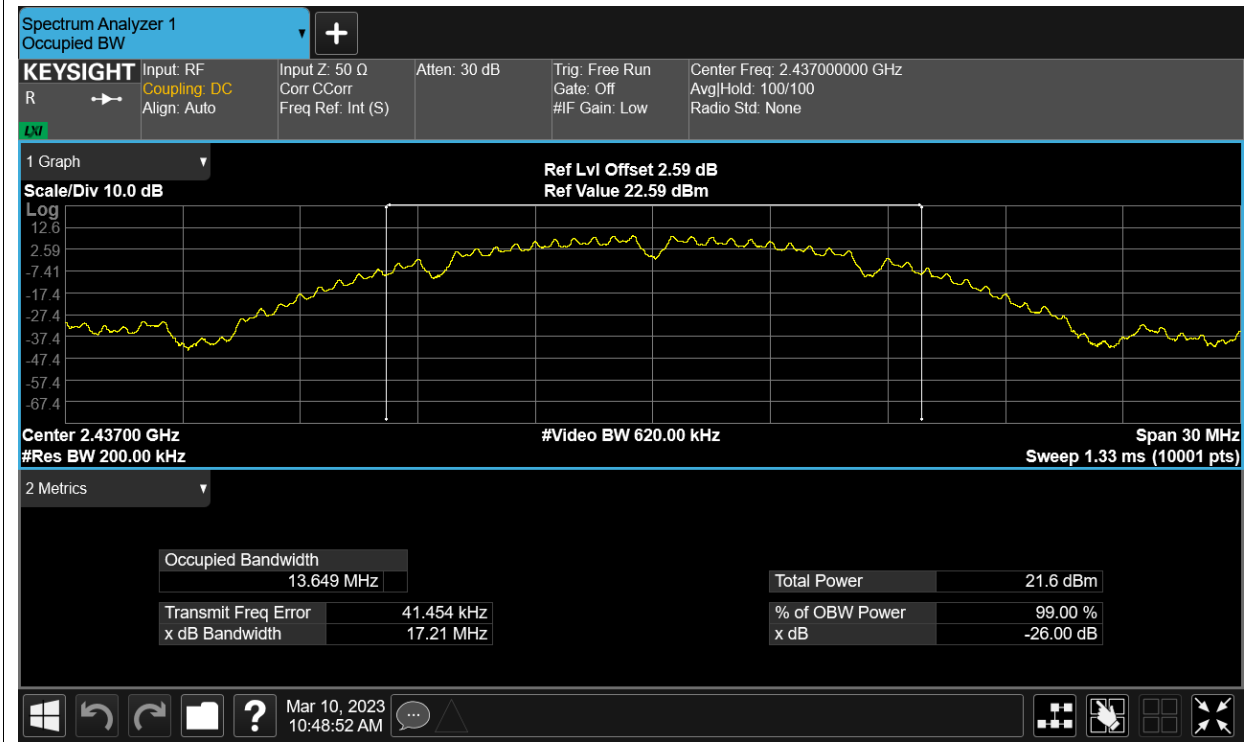 Spectrum Analyzer 1
Occupied BW
KEYSIGHT
R
LXI
Input: RF
Coupling: DC
Align: Auto
Input Z: 50 Ω
Corr CCorr
Freq Ref: Int (S)
Atten: 30 dB
Trig: Free Run
Gate: Off
#IF Gain: Low
Center Freq: 2.437000000 GHz
Avg|Hold: 100/100
Radio Std: None
1 Graph
Scale/Div 10.0 dB
Ref Lvl Offset 2.59 dB
Ref Value 22.59 dBm
Log
12.6
2.59
-7.41
-17.4
-27.4
-37.4
-47.4
-57.4
-67.4
Center 2.43700 GHz
#Video BW 620.00 kHz
Span 30 MHz
#Res BW 200.00 kHz
Sweep 1.33 ms (10001 pts)
2 Metrics
Occupied Bandwidth
13.649 MHz
Total Power 21.6 dBm
Transmit Freq Error 41.454 kHz
% of OBW Power 99.00 %
x dB Bandwidth 17.21 MHz
x dB -26.00 dB
?
Mar 10, 2023
10:48:52 AM